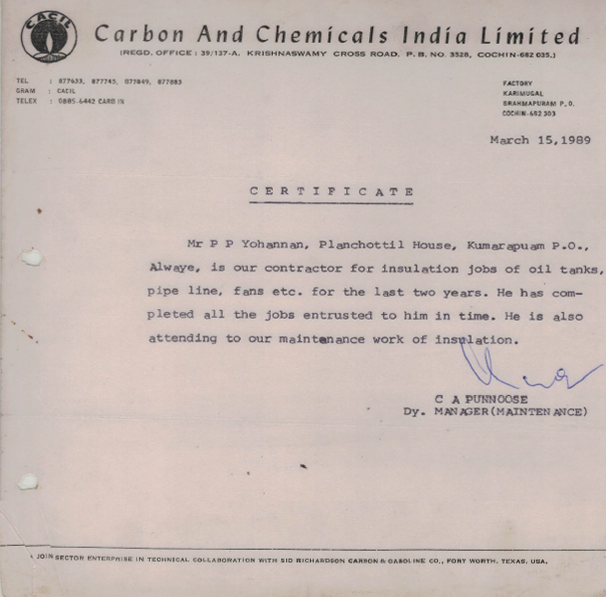 CACIL
Carbon And Chemicals India Limited
(REGD. OFFICE : 39/137-A, KRISHNASWAMY CROSS ROAD, P. B. NO. 3528, COCHIN-682 035.)
TEL : 877633, 877745, 877849, 877883
GRAM : CACIL
TELEX : 0885-6442 CARB IN
FACTORY
KARIMUGAL
BRAHMAPURAM P. O.
COCHIN-682 303
March 15,1989
CERTIFICATE
Mr P P Yohannan, Planchottil House, Kumarapuam P.O.,
Alwaye, is our contractor for insulation jobs of oil tanks,
pipe line, fans etc. for the last two years. He has com-
pleted all the jobs entrusted to him in time. He is also
attending to our maintenance work of insulation.
C A PUNNOOSE
Dy. MANAGER(MAINTENANCE)
A JOIN SECTOR ENTERPRISE IN TECHNICAL COLLABORATION WITH SID RICHARDSON CARBON & GASOLINE CO., FORT WORTH, TEXAS, USA.